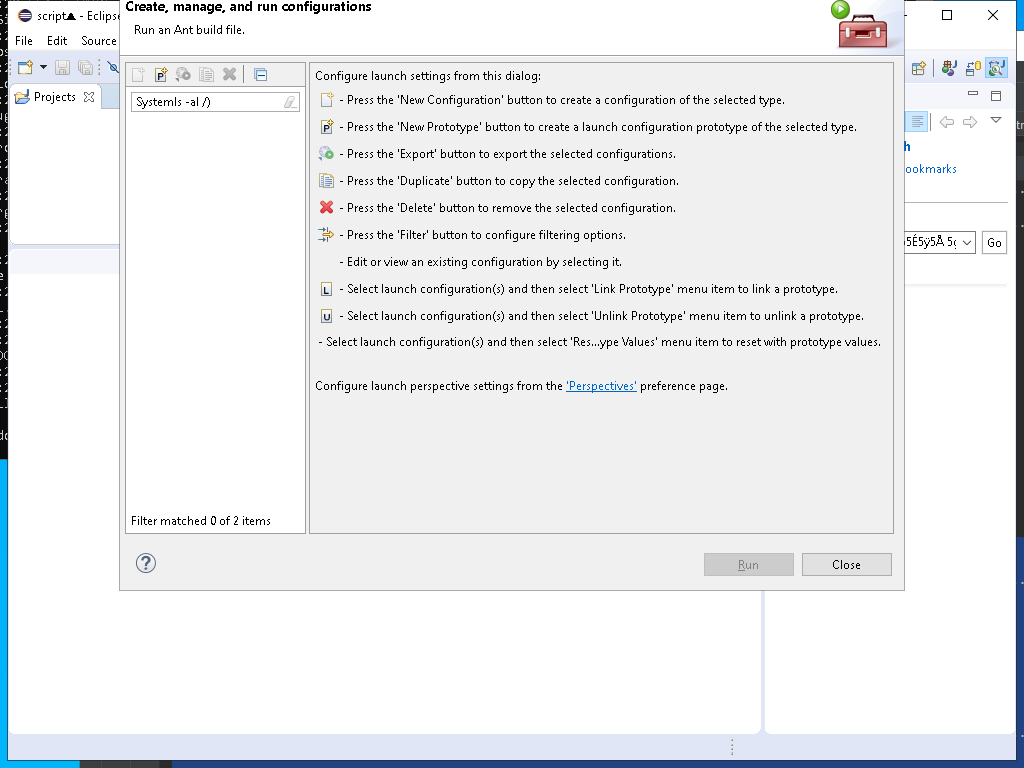 script▲ - Eclipse
File Edit Source
Projects
Create, manage, and run configurations
Run an Ant build file.
Systemls -al /)
Filter matched 0 of 2 items
Configure launch settings from this dialog:
- Press the 'New Configuration' button to create a configuration of the selected type.
P - Press the 'New Prototype' button to create a launch configuration prototype of the selected type.
- Press the 'Export' button to export the selected configurations.
- Press the 'Duplicate' button to copy the selected configuration.
- Press the 'Delete' button to remove the selected configuration.
- Press the 'Filter' button to configure filtering options.
- Edit or view an existing configuration by selecting it.
L - Select launch configuration(s) and then select 'Link Prototype' menu item to link a prototype.
U - Select launch configuration(s) and then select 'Unlink Prototype' menu item to unlink a prototype.
- Select launch configuration(s) and then select 'Res...ype Values' menu item to reset with prototype values.
Configure launch perspective settings from the 'Perspectives' preference page.
? Run Close
h
ookmarks
5É5ÿ5Å 5
Go